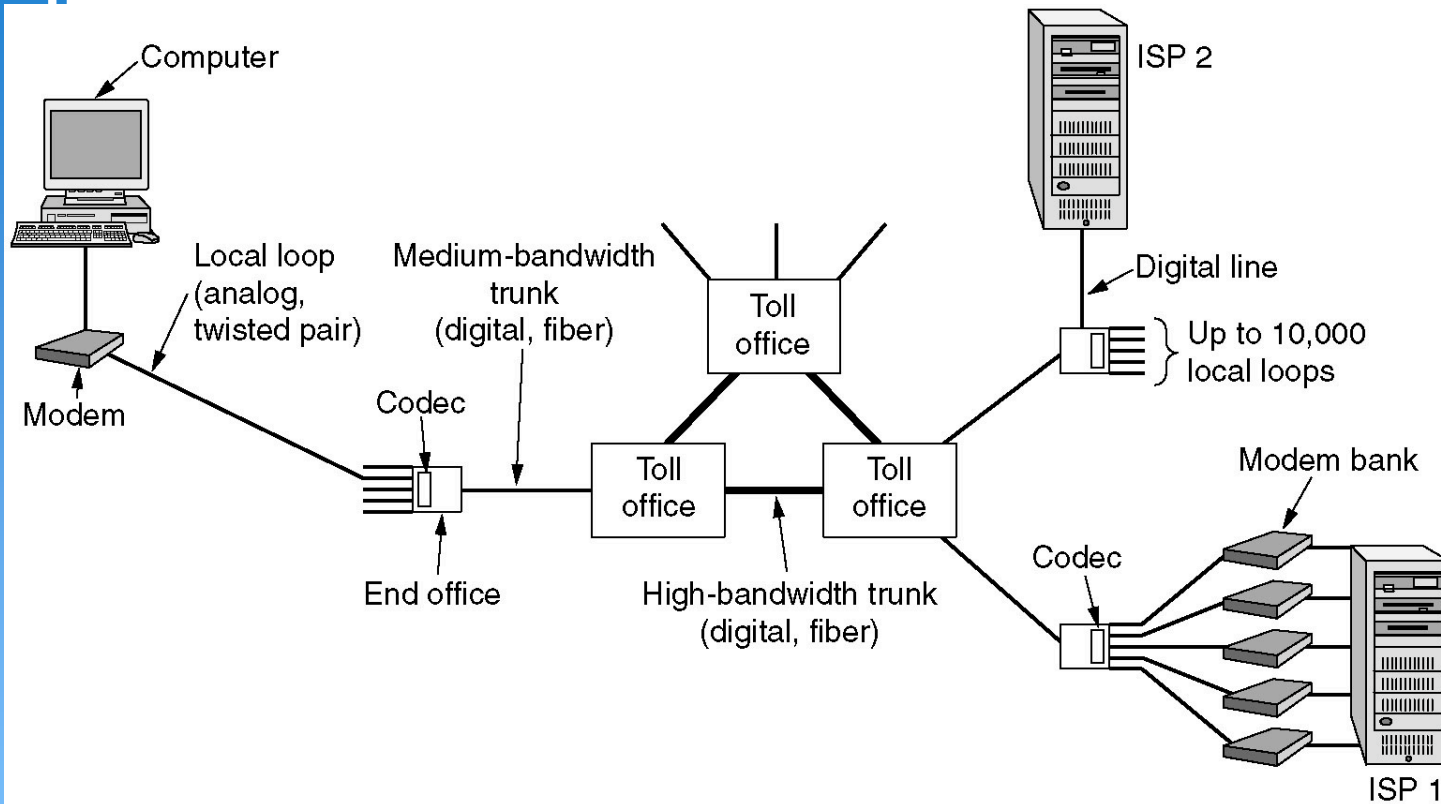 Computer
ISP 2
Local loop
(analog,
twisted pair)
Medium-bandwidth
trunk
(digital, fiber)
Toll
office
Digital line
Up to 10,000
local loops
Modem
Codec
Toll
office
Toll
office
Modem bank
End office
High-bandwidth trunk
(digital, fiber)
Codec
ISP 1